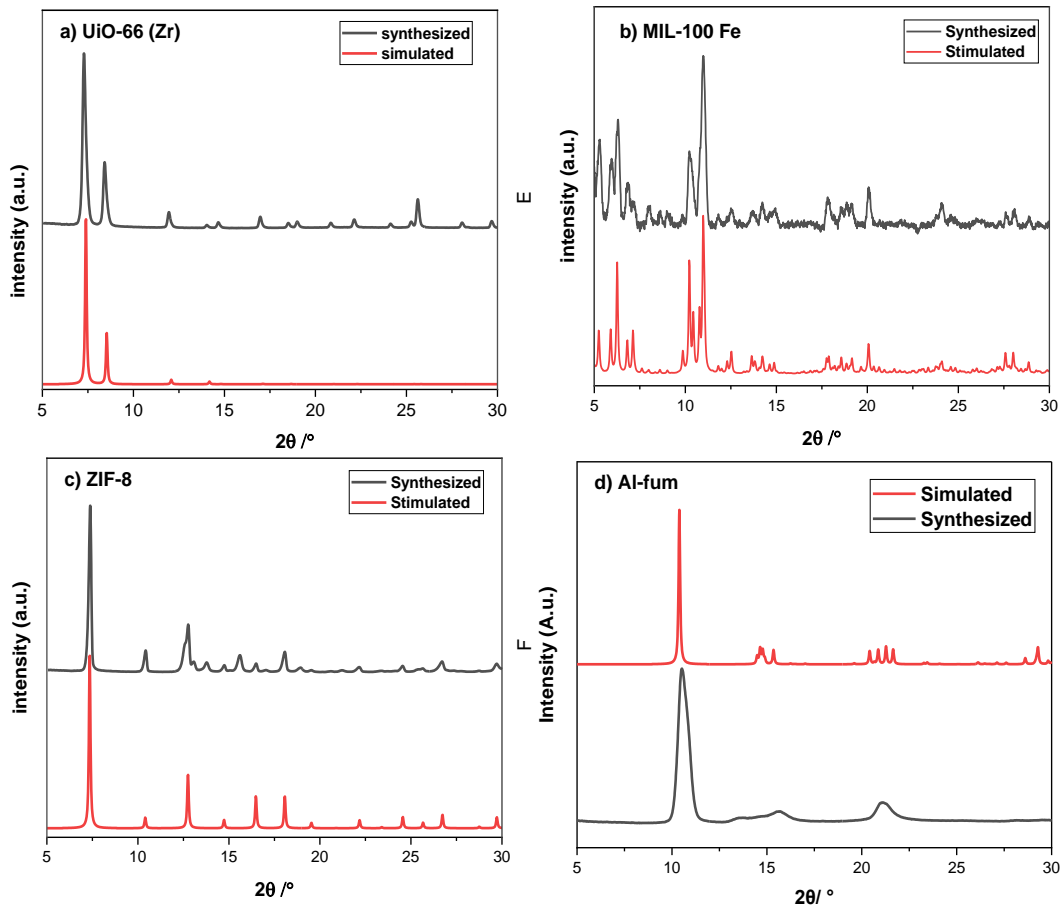 a) UiO-66 (Zr)
synthesized
simulated
intensity (a.u.)
5 10 15 20 25 30
2θ /°
E
b) MIL-100 Fe
Synthesized
Stimulated
intensity (a.u.)
5 10 15 20 25 30
2θ /°
c) ZIF-8
Synthesized
Stimulated
intensity (a.u.)
5 10 15 20 25 30
2θ /°
F
d) Al-fum
Simulated
Synthesized
Intensity (A.u.)
5 10 15 20 25 30
2θ/ °